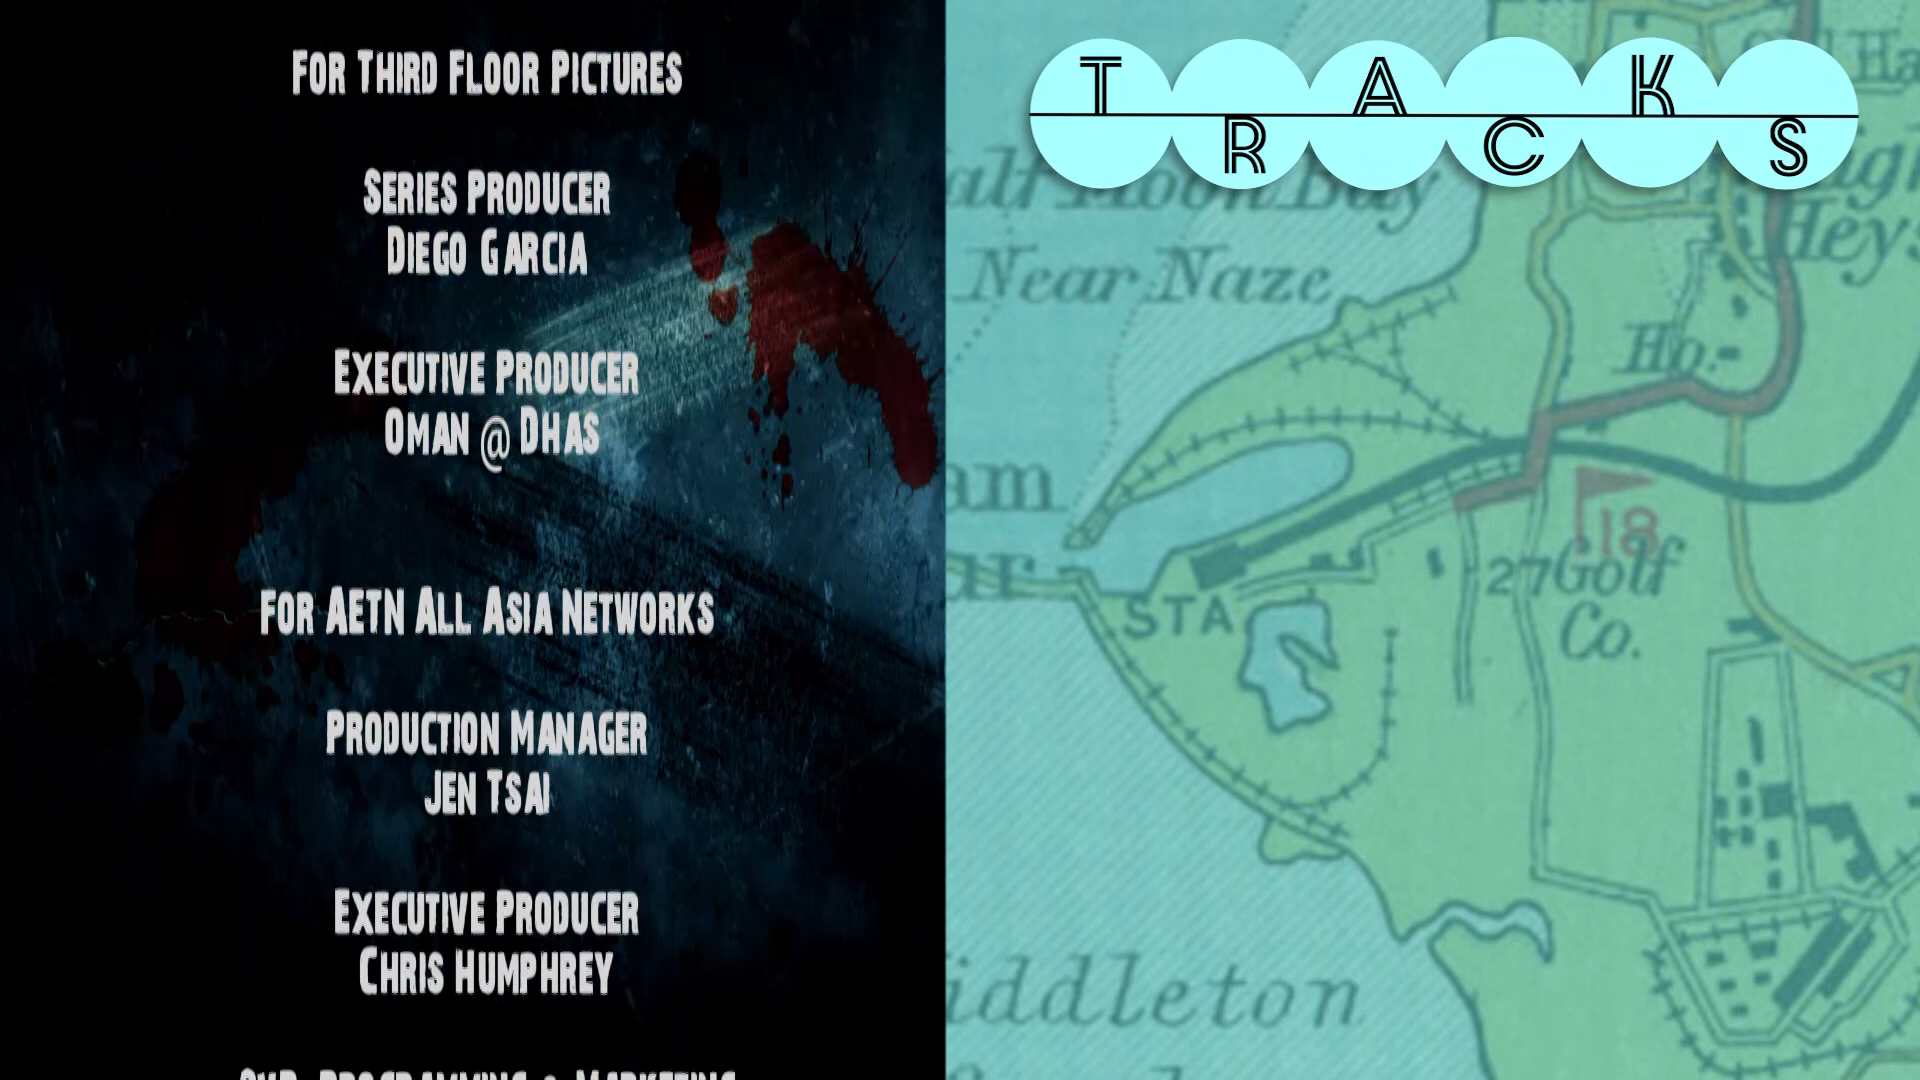 FOR THIRD FLOOR PICTURES
SERIES PRODUCER
DIEGO GARCIA
EXECUTIVE PRODUCER
OMAN @ DHAS
FOR AETN ALL ASIA NETWORKS
PRODUCTION MANAGER
JEN TSAI
EXECUTIVE PRODUCER
CHRIS HUMPHREY
TRACKS
Near Naze
Ho.
18
27 Golf
Co.
STA